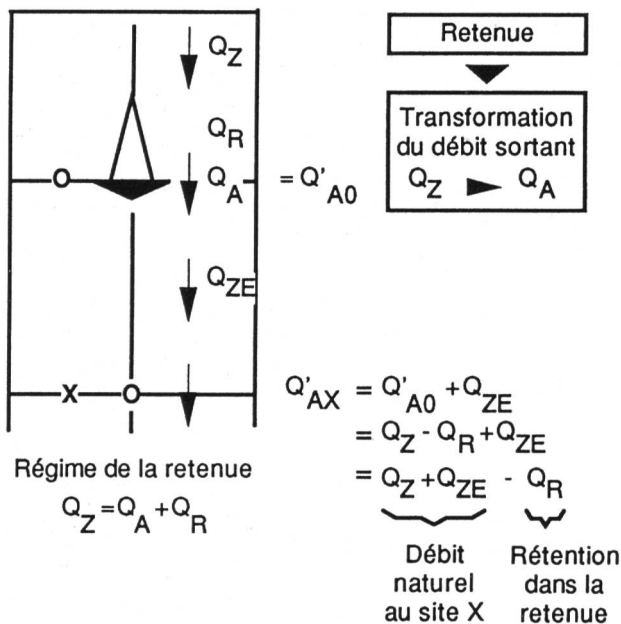 Q_Z
Q_R
Q_A = Q'_A0
Q_ZE
O
X O
Régime de la retenue
Q_Z = Q_A + Q_R
Retenue
Transformation
du débit sortant
Q_Z ► Q_A
Q'_AX = Q'_A0 + Q_ZE
= Q_Z - Q_R + Q_ZE
= Q_Z + Q_ZE - Q_R
Débit
naturel
au site X
Rétention
dans la
retenue